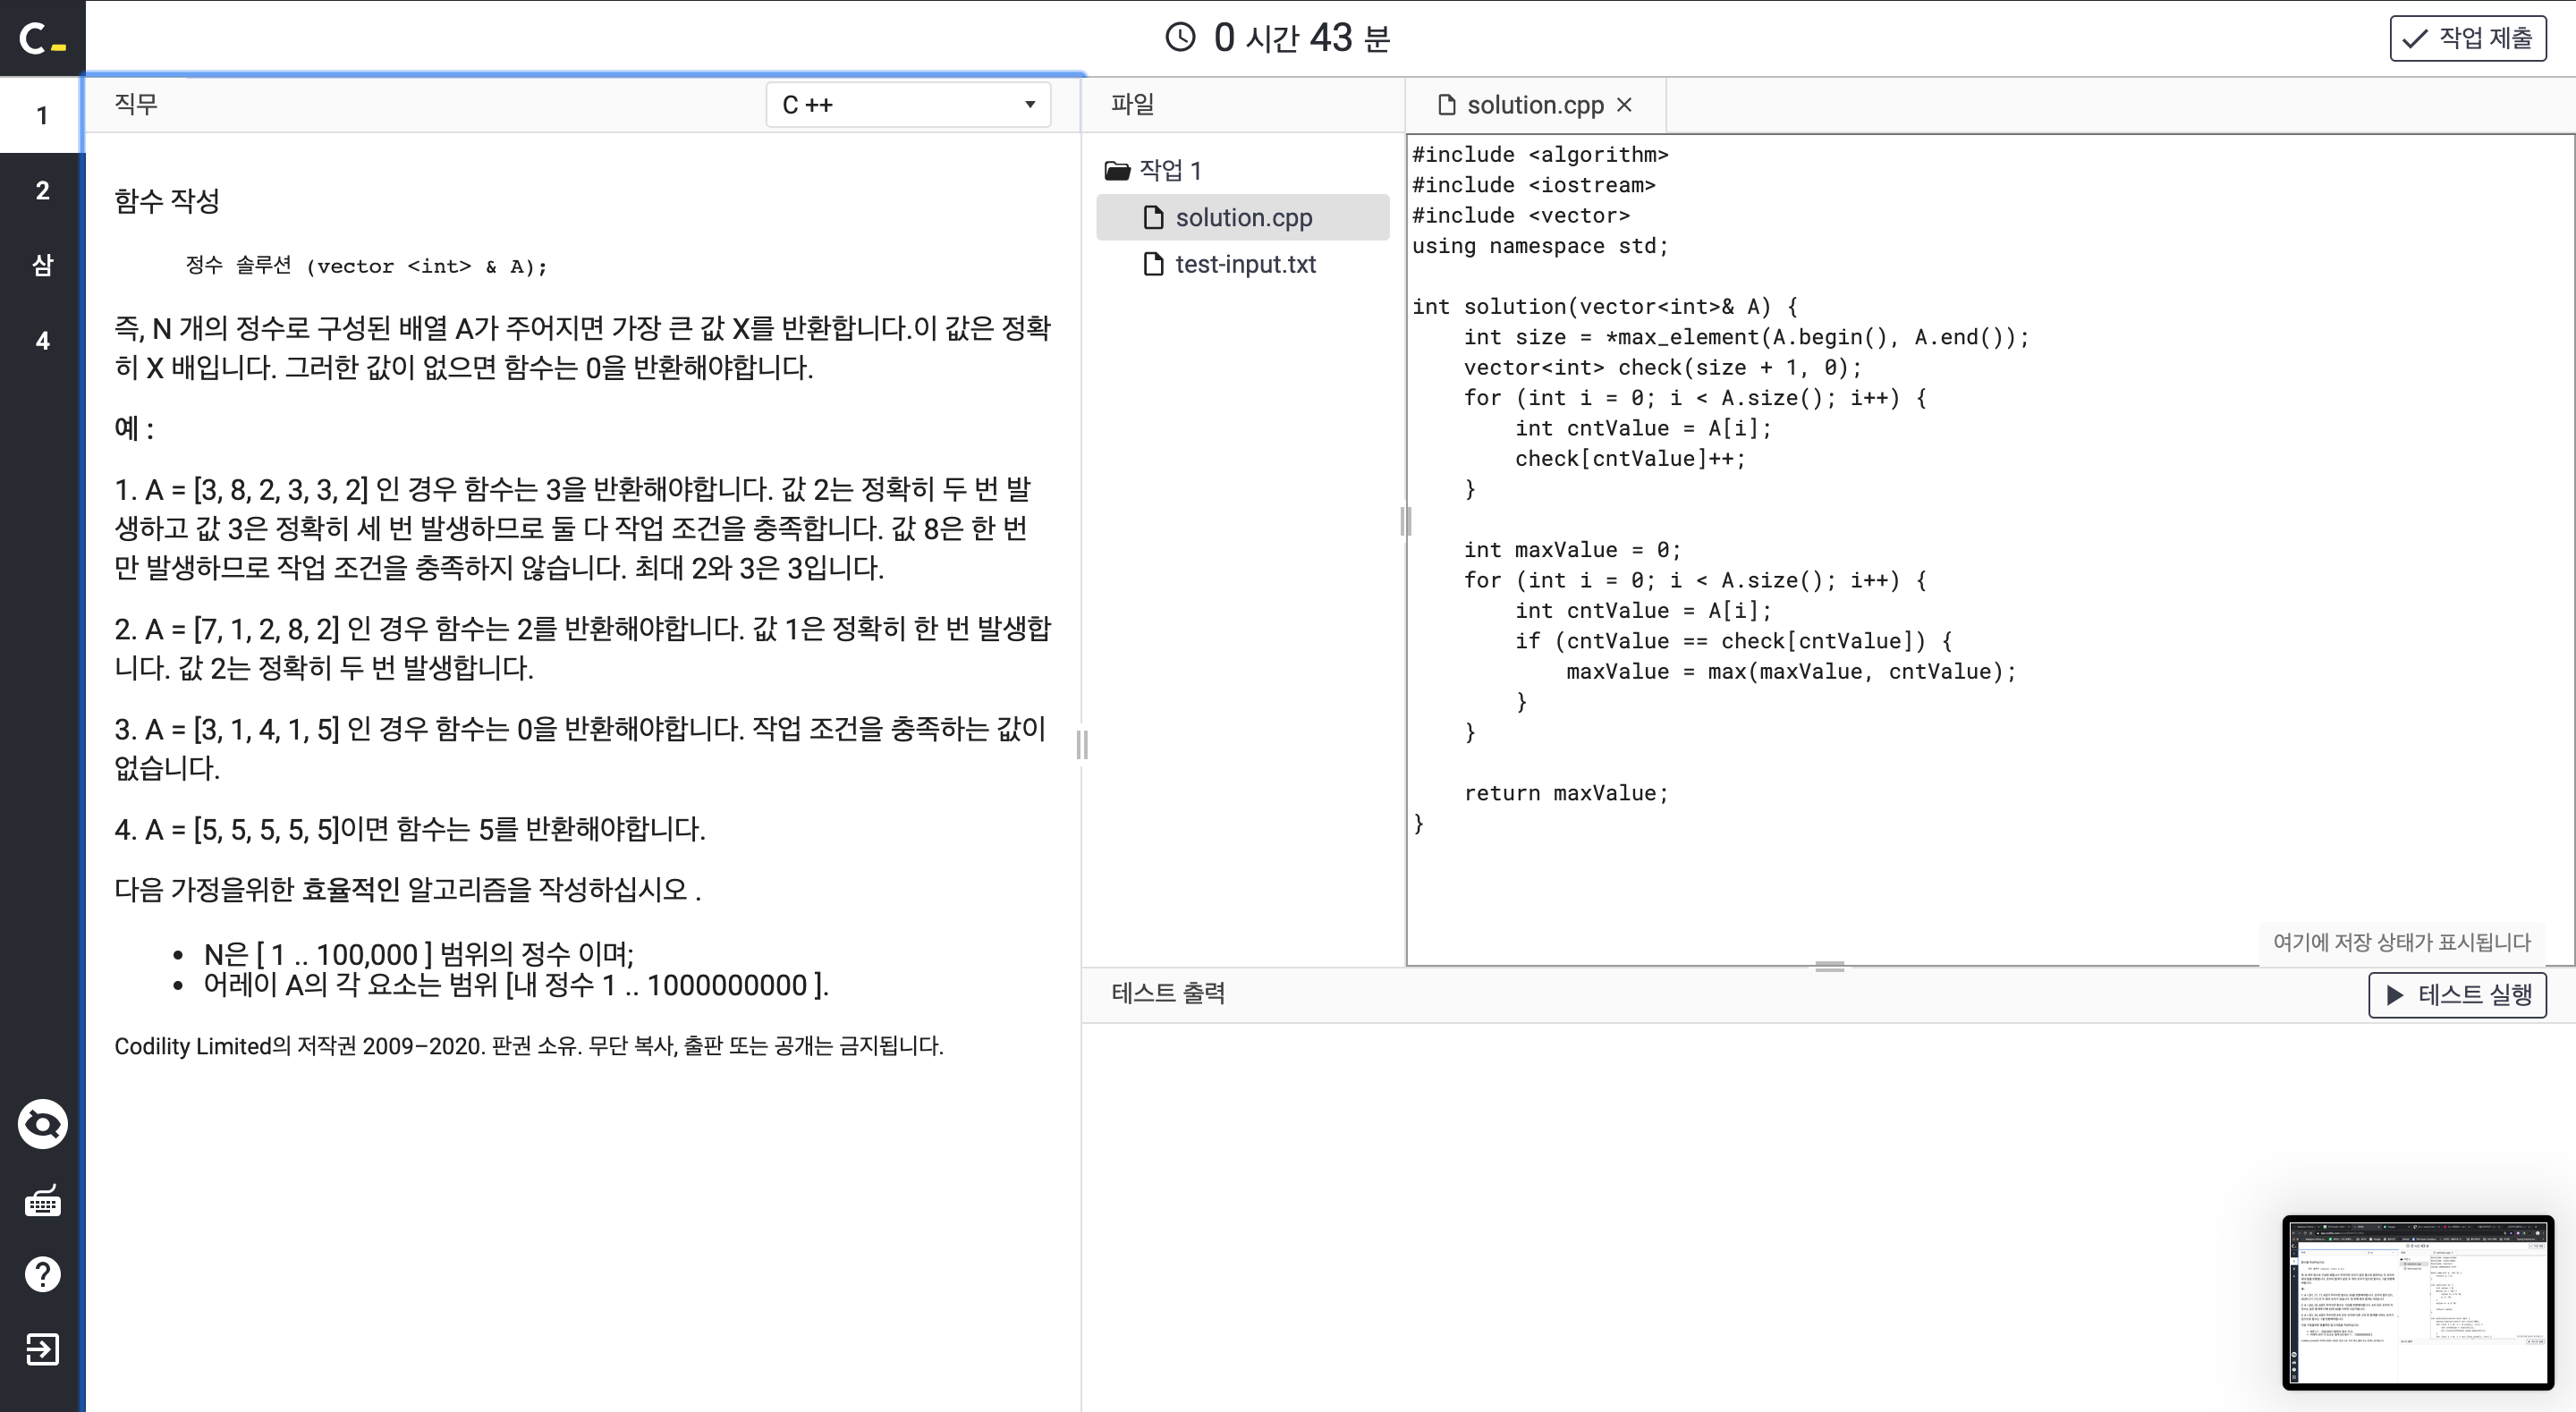 C
0 시간 43 분
작업 제출
1
2
삼
4
직무
C ++
함수 작성
정수 솔루션 (vector <int> & A);
즉, N 개의 정수로 구성된 배열 A가 주어지면 가장 큰 값 X를 반환합니다.이 값은 정확
히 X 배입니다. 그러한 값이 없으면 함수는 0을 반환해야합니다.
예 :
1. A = [3, 8, 2, 3, 3, 2] 인 경우 함수는 3을 반환해야합니다. 값 2는 정확히 두 번 발
생하고 값 3은 정확히 세 번 발생하므로 둘 다 작업 조건을 충족합니다. 값 8은 한 번
만 발생하므로 작업 조건을 충족하지 않습니다. 최대 2와 3은 3입니다.
2. A = [7, 1, 2, 8, 2] 인 경우 함수는 2를 반환해야합니다. 값 1은 정확히 한 번 발생합
니다. 값 2는 정확히 두 번 발생합니다.
3. A = [3, 1, 4, 1, 5] 인 경우 함수는 0을 반환해야합니다. 작업 조건을 충족하는 값이
없습니다.
4. A = [5, 5, 5, 5, 5]이면 함수는 5를 반환해야합니다.
다음 가정을위한 효율적인 알고리즘을 작성하십시오 .
• N은 [ 1 .. 100,000 ] 범위의 정수 이며;
• 어레이 A의 각 요소는 범위 [내 정수 1 .. 1000000000 ].
Codility Limited의 저작권 2009–2020. 판권 소유. 무단 복사, 출판 또는 공개는 금지됩니다.
파일
작업 1
solution.cpp
test-input.txt
solution.cpp
#include <algorithm>
#include <iostream>
#include <vector>
using namespace std;
int solution(vector<int>& A) {
    int size = *max_element(A.begin(), A.end());
    vector<int> check(size + 1, 0);
    for (int i = 0; i < A.size(); i++) {
        int cntValue = A[i];
        check[cntValue]++;
    }
    int maxValue = 0;
    for (int i = 0; i < A.size(); i++) {
        int cntValue = A[i];
        if (cntValue == check[cntValue]) {
            maxValue = max(maxValue, cntValue);
        }
    }
    return maxValue;
}
여기에 저장 상태가 표시됩니다
테스트 출력
테스트 실행